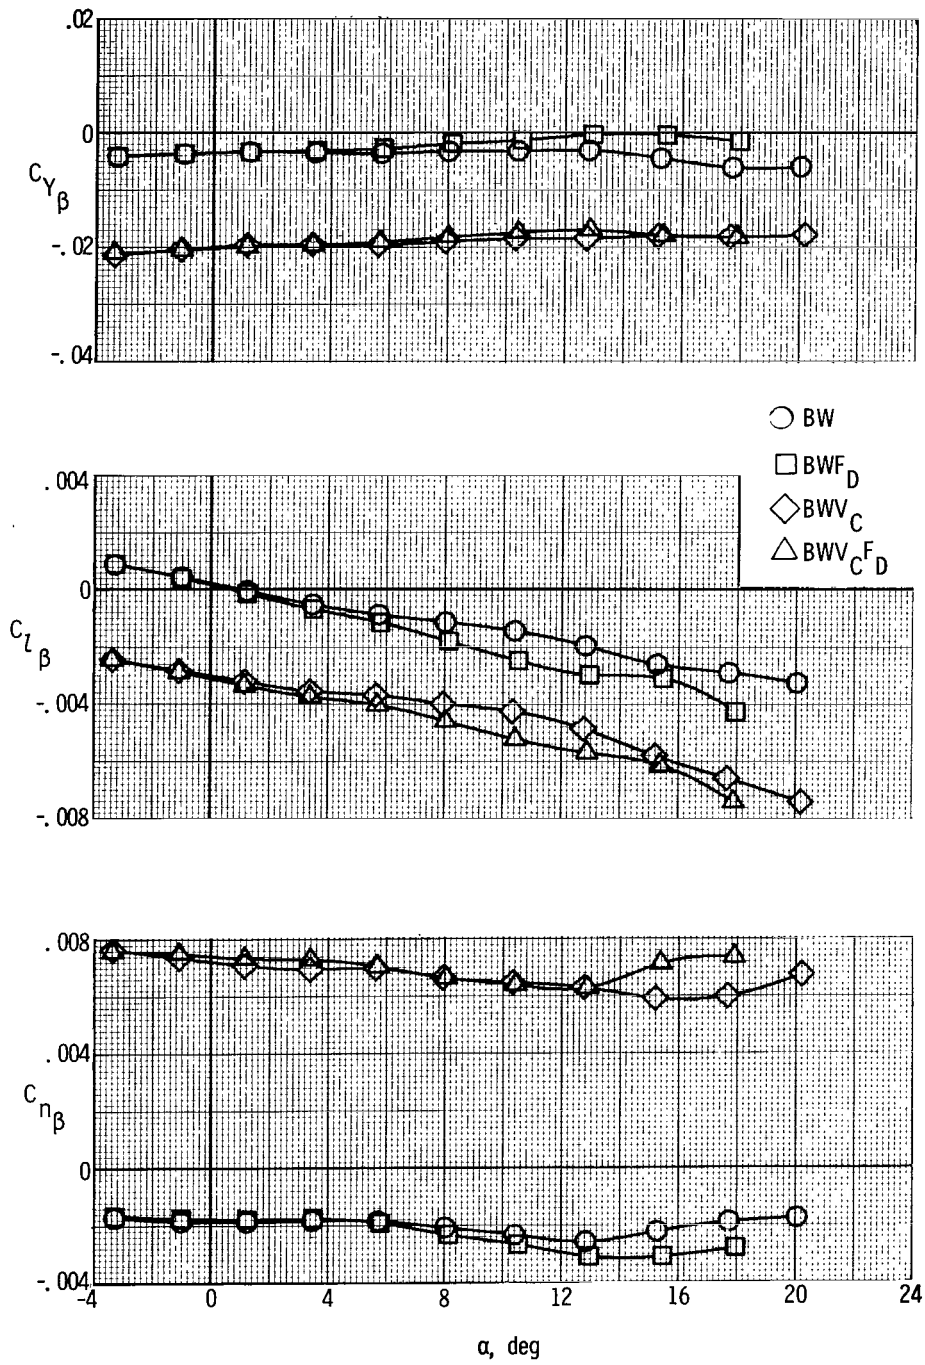 .02
0
C_Yβ
-.02
-.04
BW
BWF_D
BWV_C
BWV_CF_D
.004
0
C_lβ
-.004
-.008
.008
.004
C_nβ
0
-.004
-4 0 4 8 12 16 20 24
α, deg